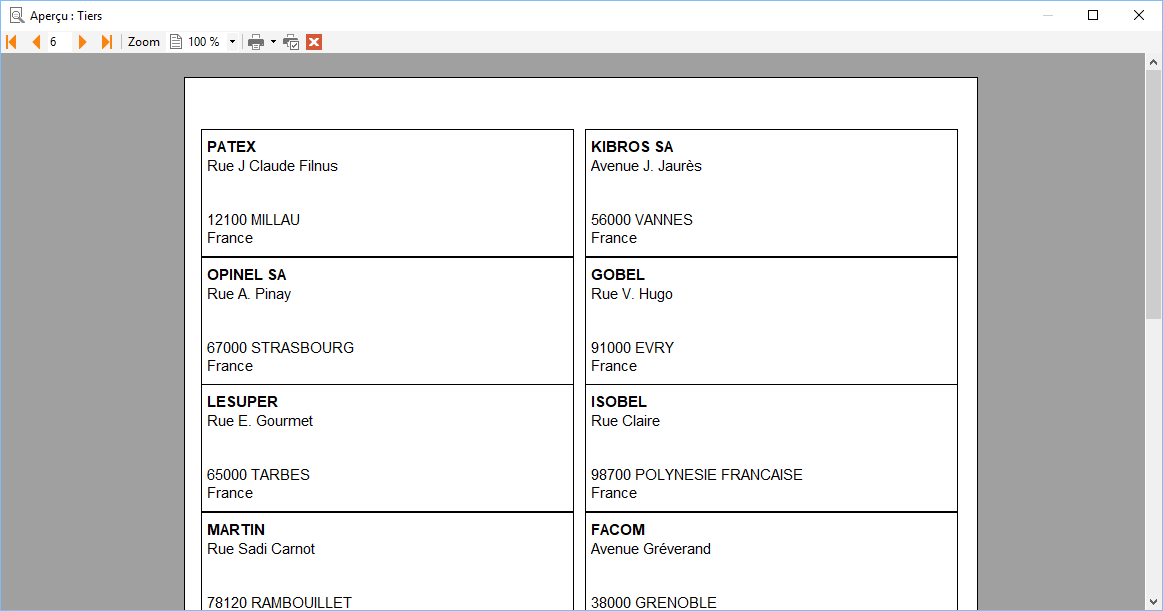 Aperçu : Tiers
6 Zoom 100 %
PATEX
Rue J Claude Filnus
12100 MILLAU
France
KIBROS SA
Avenue J. Jaurès
56000 VANNES
France
OPINEL SA
Rue A. Pinay
67000 STRASBOURG
France
GOBEL
Rue V. Hugo
91000 EVRY
France
LESUPER
Rue E. Gourmet
65000 TARBES
France
ISOBEL
Rue Claire
98700 POLYNESIE FRANCAISE
France
MARTIN
Rue Sadi Carnot
78120 RAMBOUILLET
FACOM
Avenue Gréverand
38000 GRENOBLE